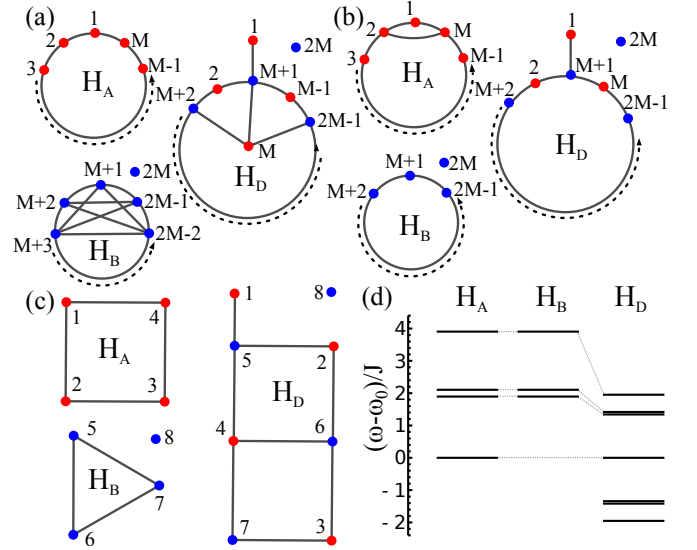 (a)
1
2
M
3
M-1
H_A
M+1
2M
M+2
2M-1
M+3
2M-2
H_B
1
2M
2
M+1
M+2
M-1
2M-1
M
H_D
(b)
1
2
M
3
M-1
H_A
M+1
2M
M+2
2M-1
H_B
1
2M
2
M+1
M+2
M
2M-1
H_D
(c)
1
4
H_A
2
3
5
8
H_B
7
6
1
8
5
2
H_D
4
6
7
3
(d)
H_A H_B H_D
(ω-ω₀)/J
4
3
2
1
0
- 1
- 2